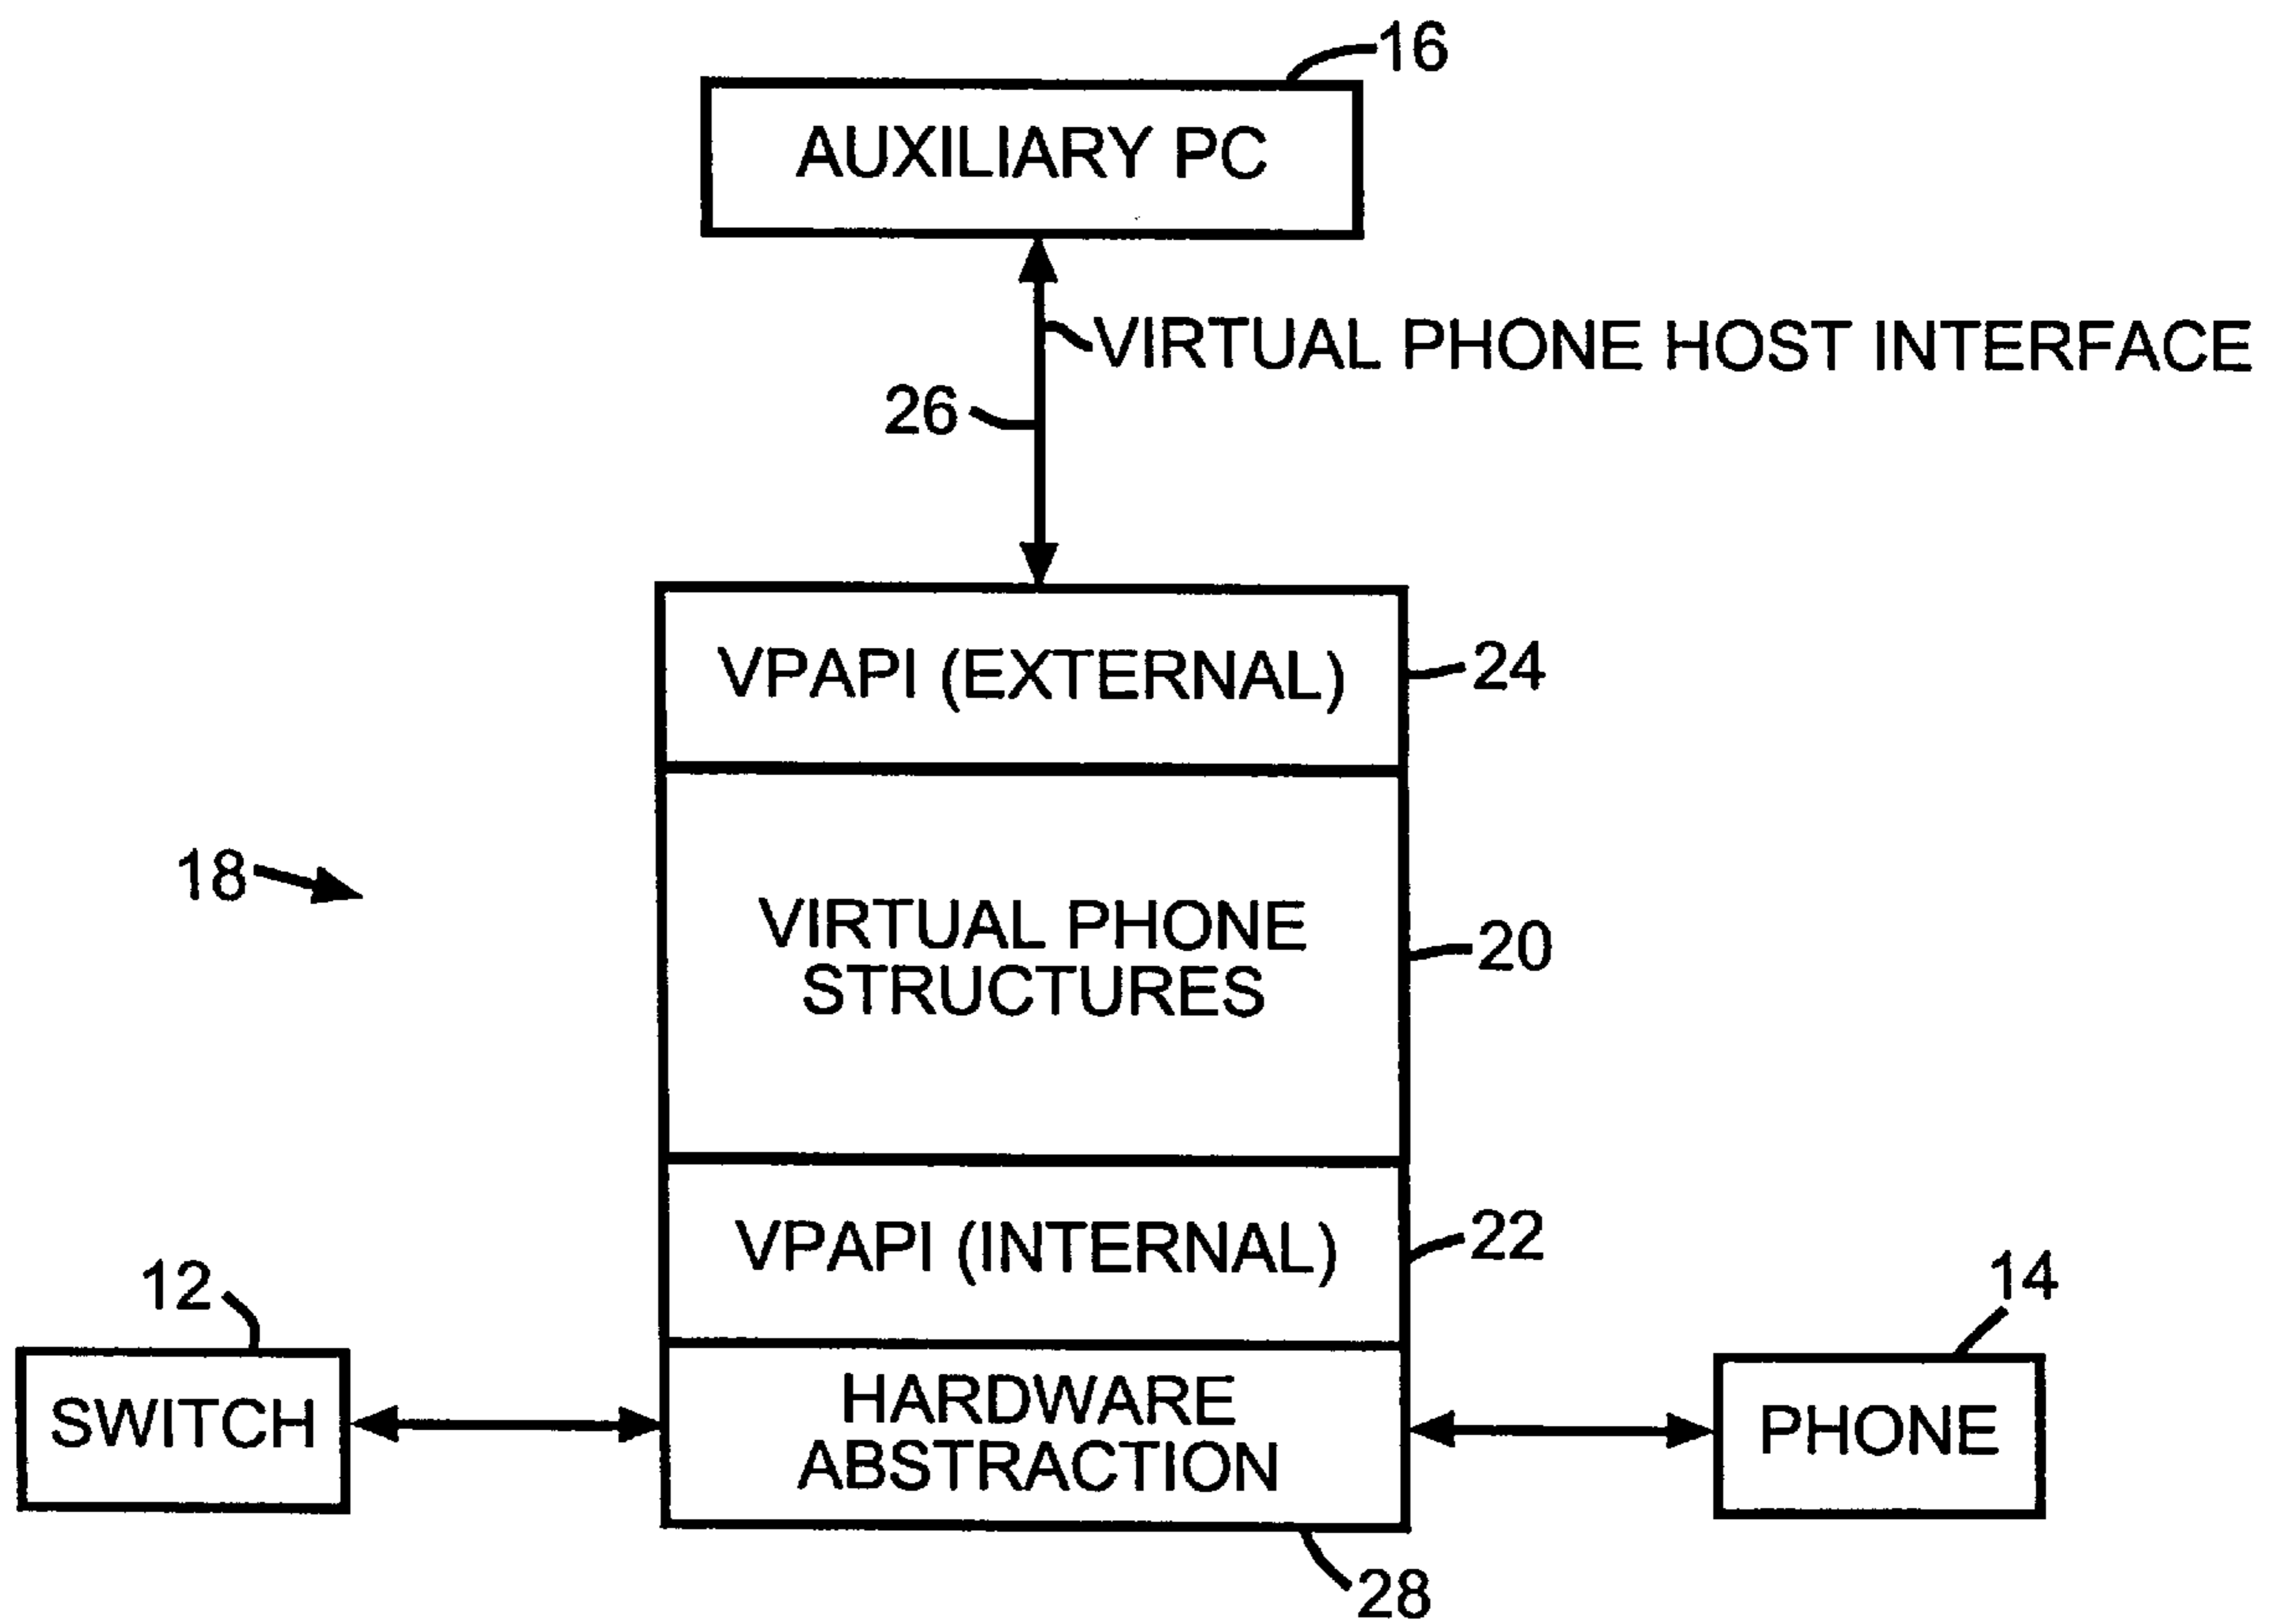 16
AUXILIARY PC
VIRTUAL PHONE HOST INTERFACE
26
VPAPI (EXTERNAL)
24
18
VIRTUAL PHONE
STRUCTURES
20
VPAPI (INTERNAL)
22
12
14
SWITCH
HARDWARE
ABSTRACTION
PHONE
28